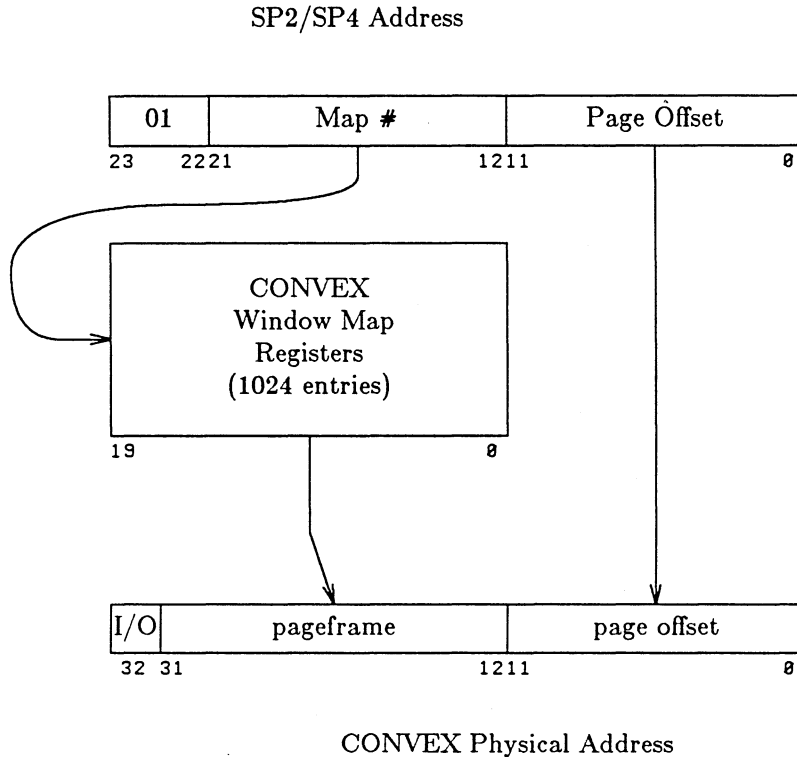 SP2/SP4 Address
01 Map # Page Offset
23 2221 1211 0
CONVEX
Window Map
Registers
(1024 entries)
19 0
I/O pageframe page offset
32 31 1211 0
CONVEX Physical Address